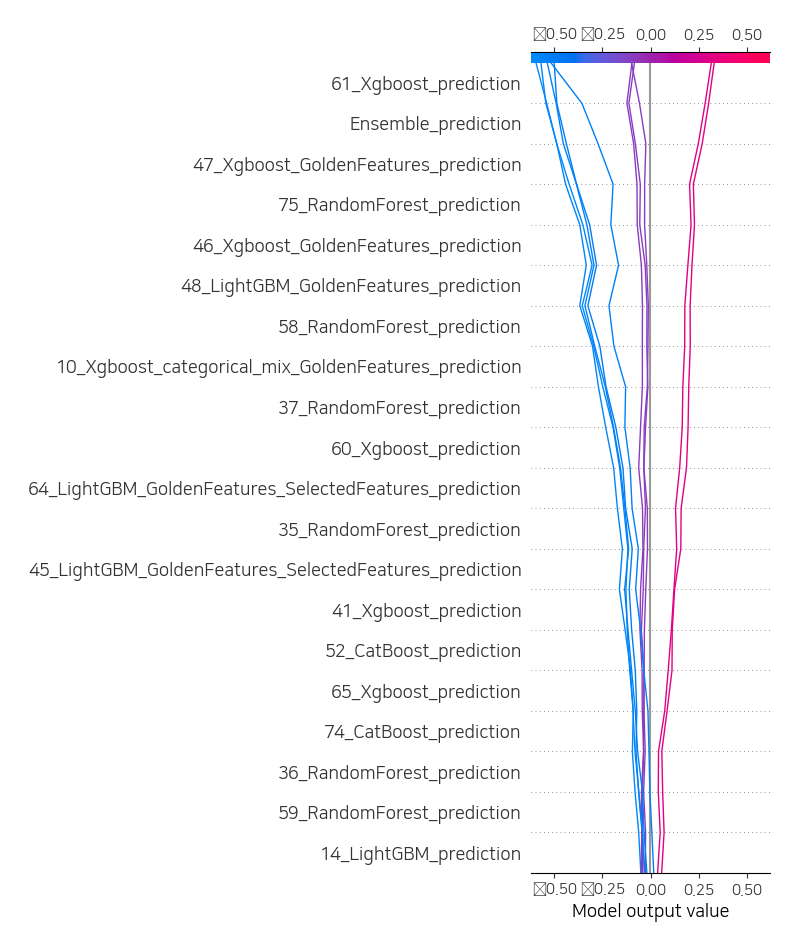 ▯0.50 ▯0.25 0.00 0.25 0.50
61_Xgboost_prediction
Ensemble_prediction
47_Xgboost_GoldenFeatures_prediction
75_RandomForest_prediction
46_Xgboost_GoldenFeatures_prediction
48_LightGBM_GoldenFeatures_prediction
58_RandomForest_prediction
10_Xgboost_categorical_mix_GoldenFeatures_prediction
37_RandomForest_prediction
60_Xgboost_prediction
64_LightGBM_GoldenFeatures_SelectedFeatures_prediction
35_RandomForest_prediction
45_LightGBM_GoldenFeatures_SelectedFeatures_prediction
41_Xgboost_prediction
52_CatBoost_prediction
65_Xgboost_prediction
74_CatBoost_prediction
36_RandomForest_prediction
59_RandomForest_prediction
14_LightGBM_prediction
▯0.50 ▯0.25 0.00 0.25 0.50
Model output value